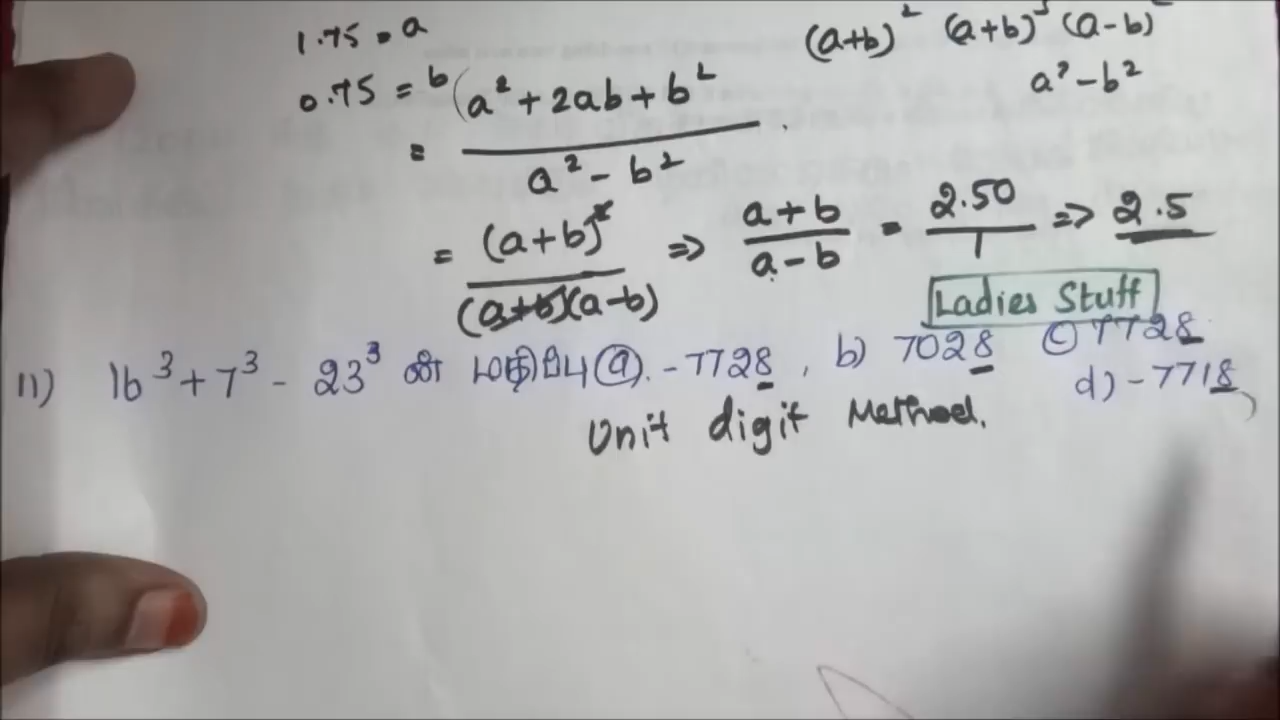 1.75 = a
(a+b)² (a+b)³ (a-b)²
0.75 = b
a² - b²
= (a² + 2ab + b² / a² - b²
= (a+b)² / (a+b)(a-b) => a+b / a-b = 2.50 / 1 => 2.5
Ladies Stuff
11) 16³ + 7³ - 23³ ன் மதிப்பு a). -7728, b) 7028 c) 7728
d) -7718
Unit digit Method.